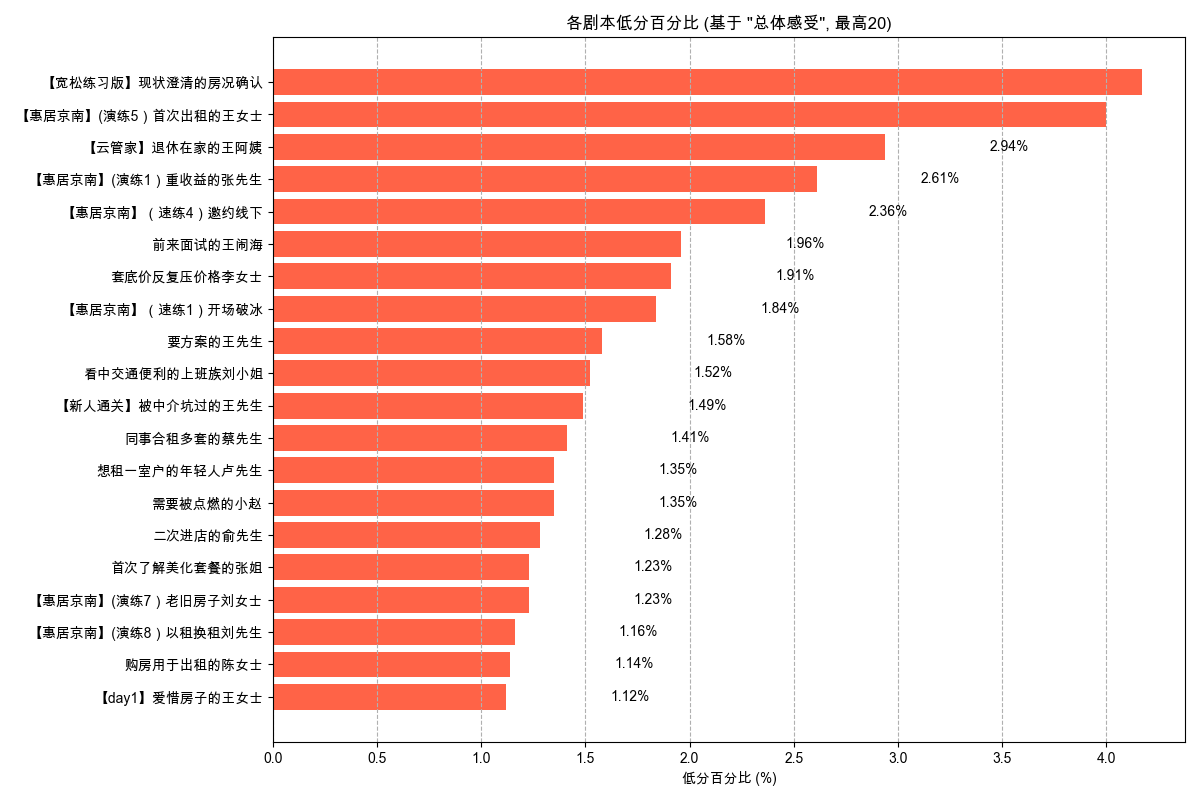 各剧本低分百分比 (基于 "总体感受", 最高20)
【宽松练习版】现状澄清的房况确认
【惠居京南】(演练5）首次出租的王女士
【云管家】退休在家的王阿姨 2.94%
【惠居京南】(演练1）重收益的张先生 2.61%
【惠居京南】（速练4）邀约线下 2.36%
前来面试的王闹海 1.96%
套底价反复压价格李女士 1.91%
【惠居京南】（速练1）开场破冰 1.84%
要方案的王先生 1.58%
看中交通便利的上班族刘小姐 1.52%
【新人通关】被中介坑过的王先生 1.49%
同事合租多套的蔡先生 1.41%
想租一室户的年轻人卢先生 1.35%
需要被点燃的小赵 1.35%
二次进店的俞先生 1.28%
首次了解美化套餐的张姐 1.23%
【惠居京南】(演练7）老旧房子刘女士 1.23%
【惠居京南】(演练8）以租换租刘先生 1.16%
购房用于出租的陈女士 1.14%
【day1】爱惜房子的王女士 1.12%
0.0 0.5 1.0 1.5 2.0 2.5 3.0 3.5 4.0
低分百分比 (%)